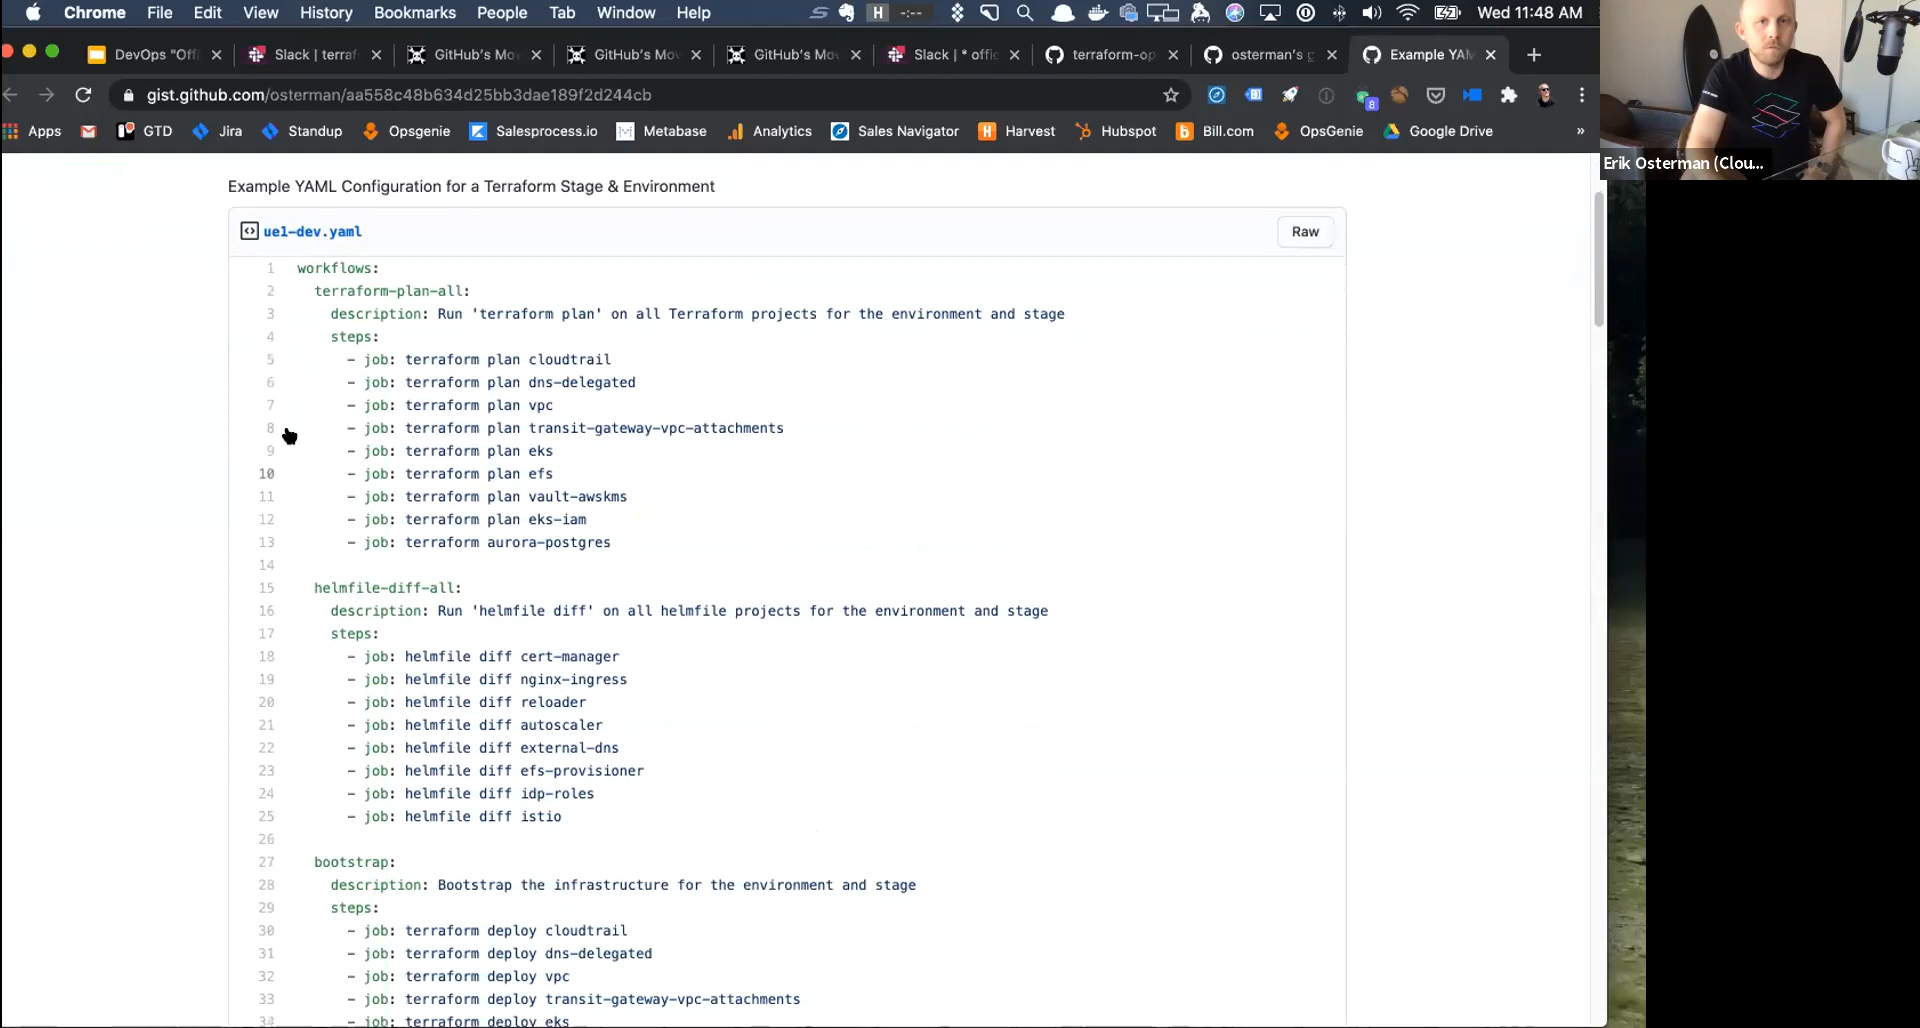 Chrome File Edit View History Bookmarks People Tab Window Help H -:-- Wed 11:48 AM
DevOps "Off Slack | terraf GitHub's Mov GitHub's Mov GitHub's Mov Slack | * offic terraform-op osterman's g Example YAM
gist.github.com/osterman/aa558c48b634d25bb3dae189f2d244cb 8
Apps GTD Jira Standup Opsgenie Salesprocess.io Metabase Analytics Sales Navigator Harvest Hubspot Bill.com OpsGenie Google Drive »
Erik Osterman (Clou...
Example YAML Configuration for a Terraform Stage & Environment
ue1-dev.yaml Raw
1 workflows:
2 terraform-plan-all:
3 description: Run 'terraform plan' on all Terraform projects for the environment and stage
4 steps:
5 - job: terraform plan cloudtrail
6 - job: terraform plan dns-delegated
7 - job: terraform plan vpc
8 - job: terraform plan transit-gateway-vpc-attachments
9 - job: terraform plan eks
10 - job: terraform plan efs
11 - job: terraform plan vault-awskms
12 - job: terraform plan eks-iam
13 - job: terraform aurora-postgres
14
15 helmfile-diff-all:
16 description: Run 'helmfile diff' on all helmfile projects for the environment and stage
17 steps:
18 - job: helmfile diff cert-manager
19 - job: helmfile diff nginx-ingress
20 - job: helmfile diff reloader
21 - job: helmfile diff autoscaler
22 - job: helmfile diff external-dns
23 - job: helmfile diff efs-provisioner
24 - job: helmfile diff idp-roles
25 - job: helmfile diff istio
26
27 bootstrap:
28 description: Bootstrap the infrastructure for the environment and stage
29 steps:
30 - job: terraform deploy cloudtrail
31 - job: terraform deploy dns-delegated
32 - job: terraform deploy vpc
33 - job: terraform deploy transit-gateway-vpc-attachments
34 - job: terraform deploy eks